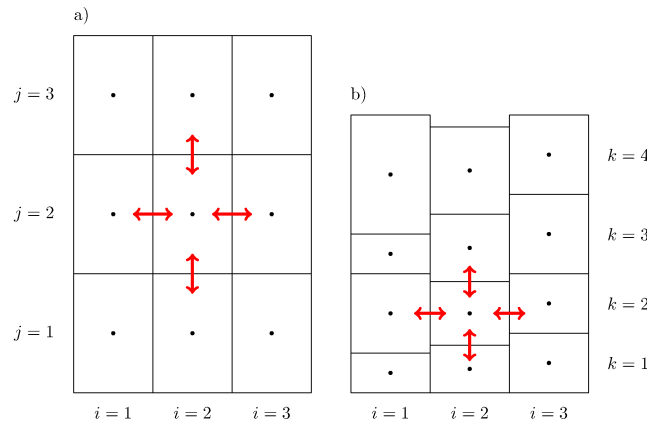 a)
j = 3
j = 2
j = 1
i = 1 i = 2 i = 3
b)
k = 4
k = 3
k = 2
k = 1
i = 1 i = 2 i = 3